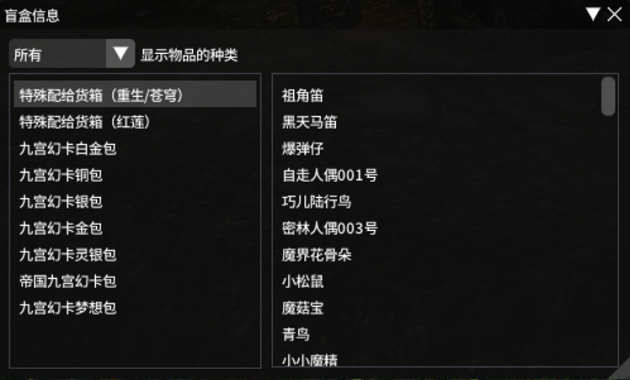 盲盒信息
所有
显示物品的种类
特殊配给货箱（重生/苍穹）
特殊配给货箱（红莲）
九宫幻卡白金包
九宫幻卡铜包
九宫幻卡银包
九宫幻卡金包
九宫幻卡灵银包
帝国九宫幻卡包
九宫幻卡梦想包
祖角笛
黑天马笛
爆弹仔
自走人偶001号
巧儿陆行鸟
密林人偶003号
魔界花骨朵
小松鼠
魔菇宝
青鸟
小小魔精